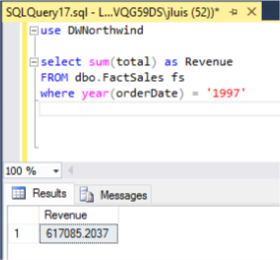 SQLQuery17.sql - L...VQG59DS\jluis (52))*
use DWNorthwind
select sum(total) as Revenue
FROM dbo.FactSales fs
where year(orderDate) = '1997'
100 %
Results Messages
Revenue
1 617085.2037